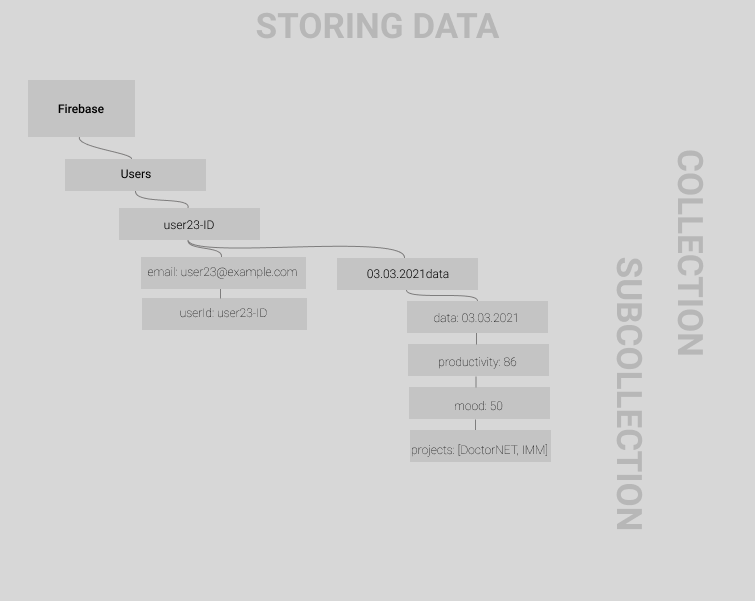 STORING DATA
Firebase
Users
user23-ID
email: user23@example.com
userId: user23-ID
03.03.2021data
data: 03.03.2021
productivity: 86
mood: 50
projects: [DoctorNET, IMM]
SUBCOLLECTION
COLLECTION